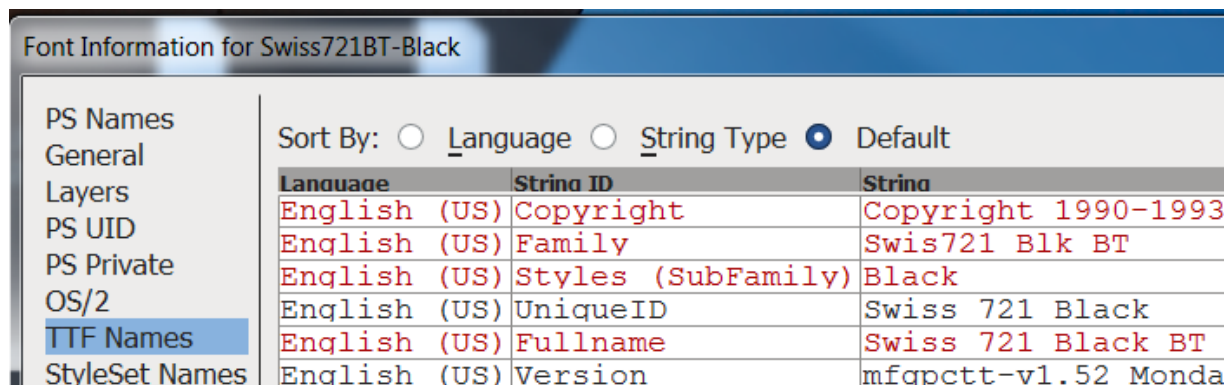 Font Information for Swiss721BT-Black
PS Names
General
Layers
PS UID
PS Private
OS/2
TTF Names
StyleSet Names
Sort By: Language String Type Default
Language String ID String
English (US) Copyright Copyright 1990-1993
English (US) Family Swis721 Blk BT
English (US) Styles (SubFamily) Black
English (US) UniqueID Swiss 721 Black
English (US) Fullname Swiss 721 Black BT
English (US) Version mfgpctt-v1.52 Monda